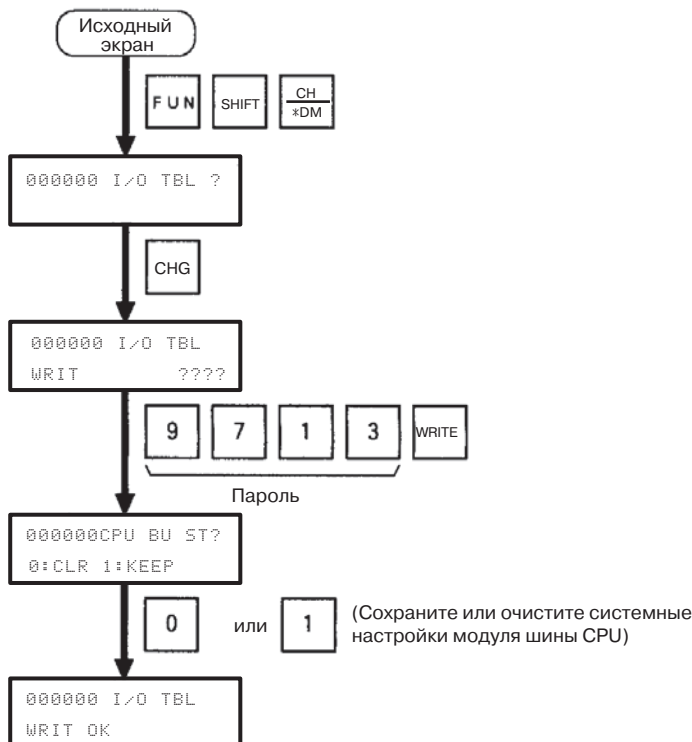 Исходный
экран
FUN SHIFT CH
*DM
000000 I/O TBL ?
CHG
000000 I/O TBL
WRIT ????
9 7 1 3 WRITE
Пароль
000000CPU BU ST?
0:CLR 1:KEEP
0 или 1 (Сохраните или очистите системные
настройки модуля шины CPU)
000000 I/O TBL
WRIT OK